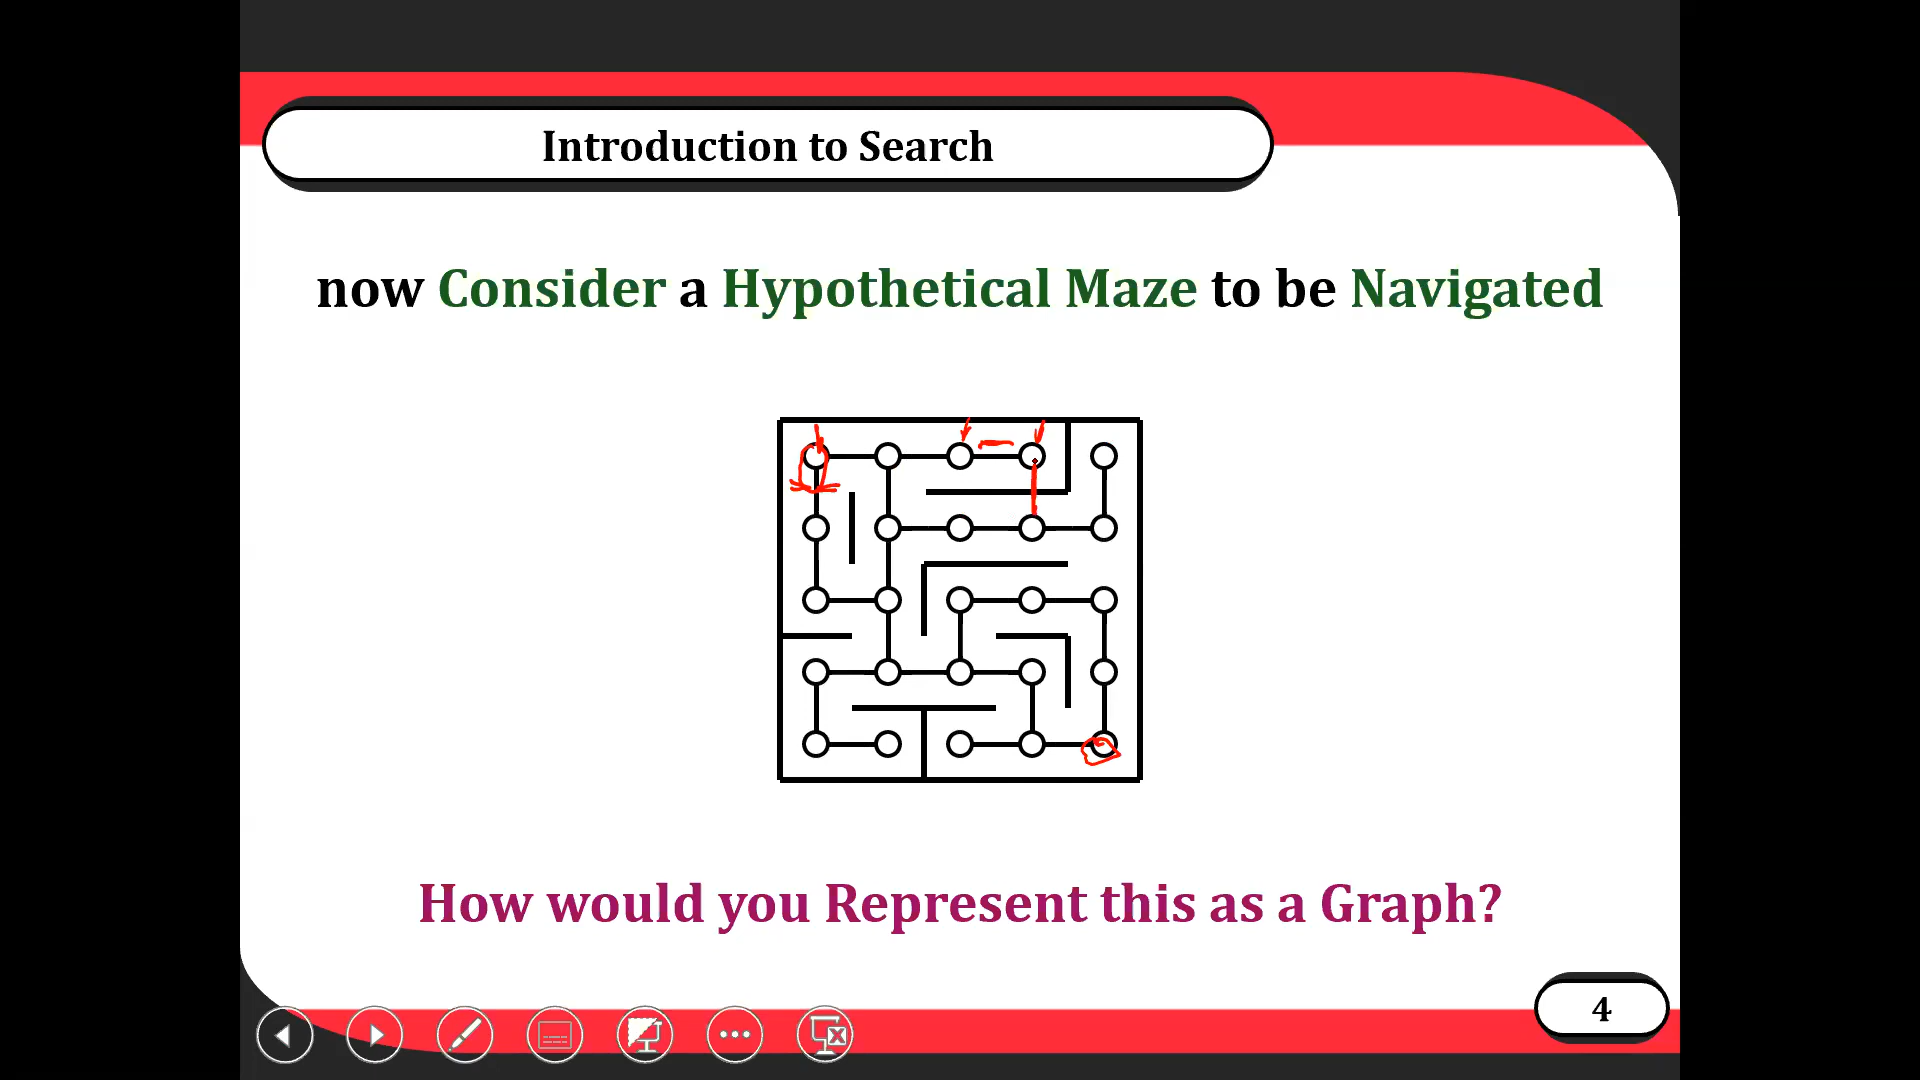 Introduction to Search
now Consider a Hypothetical Maze to be Navigated
How would you Represent this as a Graph?
4